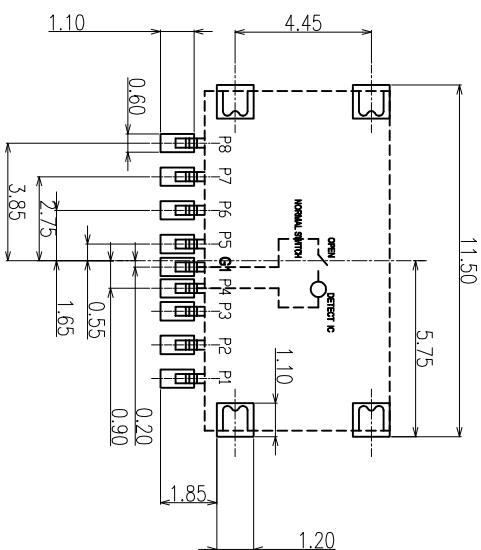 1.10
4.45
0.60
3.85
2.75
1.65
0.55
0.90
0.20
P8
P7
P6
P5
G1
P4
P3
P2
P1
NORMAL SWITCH
OPEN
DETECT IC
11.50
5.75
1.10
1.85
1.20